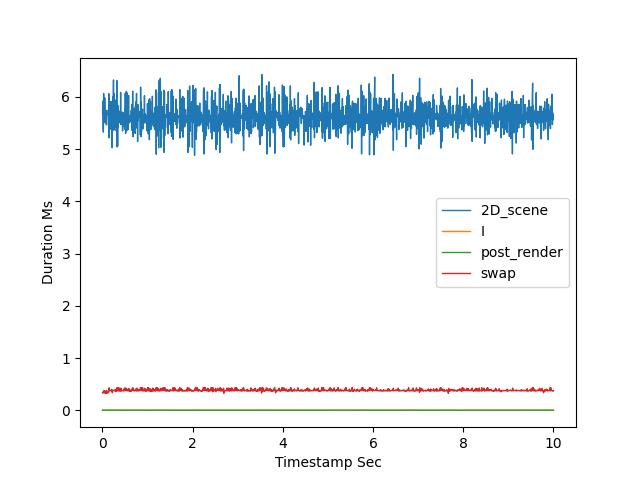 6
5
4
3
2
1
0
Duration Ms
2D_scene
I
post_render
swap
0 2 4 6 8 10
Timestamp Sec